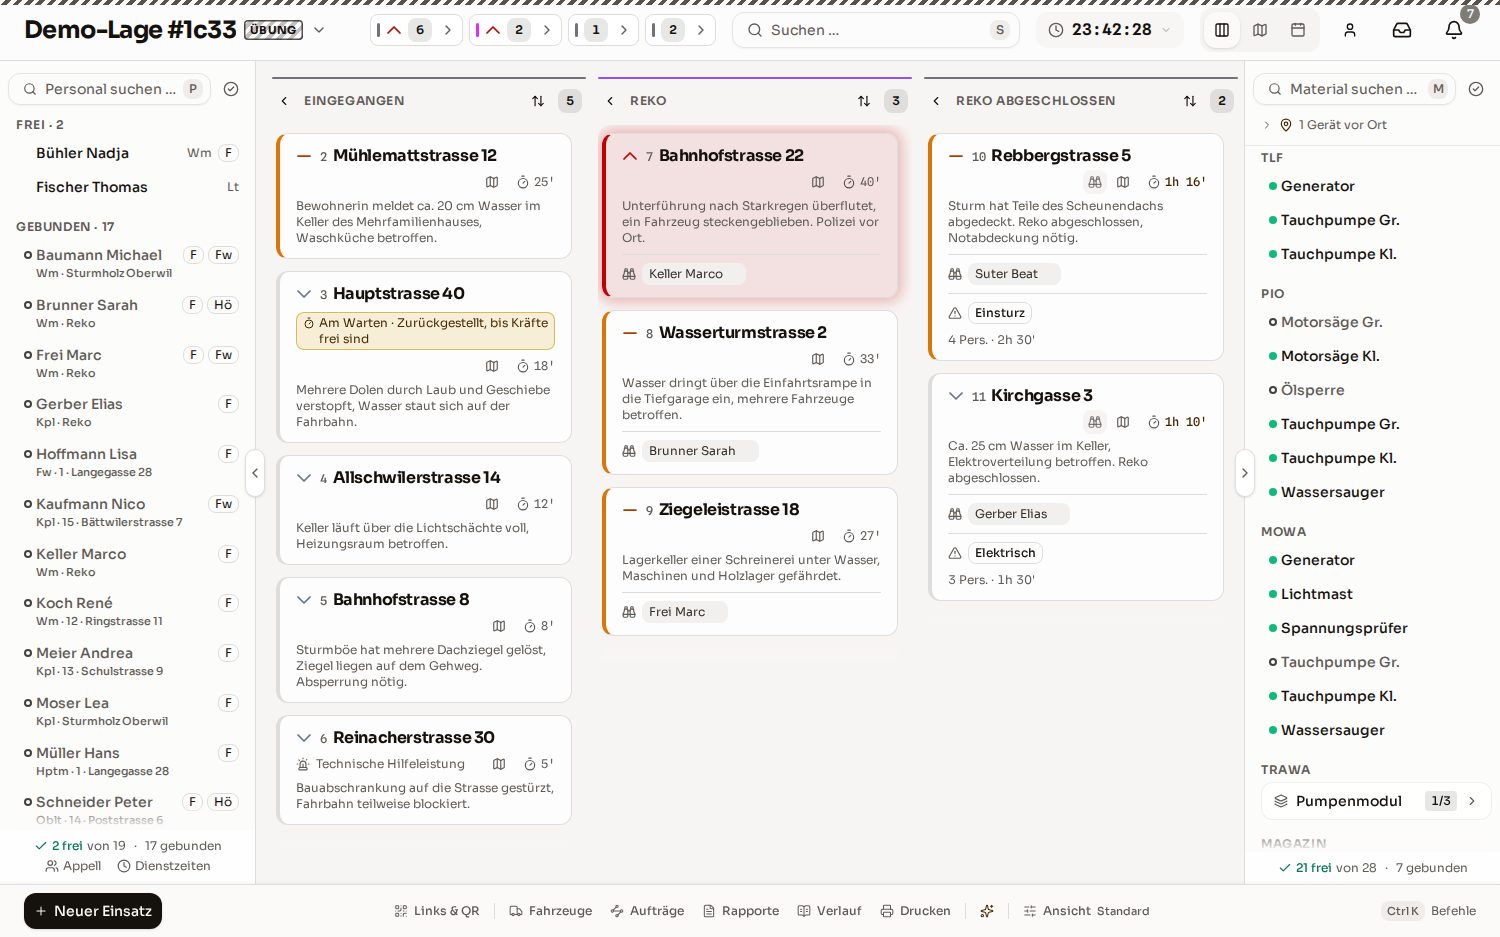 Demo-Lage #1c33 ÜBUNG
6
2
1
2
Suchen ... S
23:42:28
7
Personal suchen ... P
FREI · 2
Bühler Nadja Wm F
Fischer Thomas Lt
GEBUNDEN · 17
Baumann Michael F Fw
Wm · Sturmholz Oberwil
Brunner Sarah F Hö
Wm · Reko
Frei Marc F Fw
Wm · Reko
Gerber Elias F
Kpl · Reko
Hoffmann Lisa F
Fw · 1 · Langegasse 28
Kaufmann Nico Fw
Kpl · 15 · Bättwilerstrasse 7
Keller Marco F
Wm · Reko
Koch René F
Wm · 12 · Ringstrasse 11
Meier Andrea F
Kpl · 13 · Schulstrasse 9
Moser Lea F
Kpl · Sturmholz Oberwil
Müller Hans F
Hptm · 1 · Langegasse 28
Schneider Peter F Hö
Oblt · 14 · Poststrasse 6
2 frei von 19 · 17 gebunden
Appell Dienstzeiten
EINGEGANGEN 5
2 Mühlemattstrasse 12
25'
Bewohnerin meldet ca. 20 cm Wasser im
Keller des Mehrfamilienhauses,
Waschküche betroffen.
3 Hauptstrasse 40
Am Warten · Zurückgestellt, bis Kräfte
frei sind
18'
Mehrere Dolen durch Laub und Geschiebe
verstopft, Wasser staut sich auf der
Fahrbahn.
4 Allschwilerstrasse 14
12'
Keller läuft über die Lichtschächte voll,
Heizungsraum betroffen.
5 Bahnhofstrasse 8
8'
Sturmböe hat mehrere Dachziegel gelöst,
Ziegel liegen auf dem Gehweg.
Absperrung nötig.
6 Reinacherstrasse 30
Technische Hilfeleistung 5'
Bauabschrankung auf die Strasse gestürzt,
Fahrbahn teilweise blockiert.
REKO 3
7 Bahnhofstrasse 22
40'
Unterführung nach Starkregen überflutet,
ein Fahrzeug steckengeblieben. Polizei vor
Ort.
Keller Marco
8 Wasserturmstrasse 2
33'
Wasser dringt über die Einfahrtsrampe in
die Tiefgarage ein, mehrere Fahrzeuge
betroffen.
Brunner Sarah
9 Ziegeleistrasse 18
27'
Lagerkeller einer Schreinerei unter Wasser,
Maschinen und Holzlager gefährdet.
Frei Marc
REKO ABGESCHLOSSEN 2
10 Rebbergstrasse 5
1h 16'
Sturm hat Teile des Scheunendachs
abgedeckt. Reko abgeschlossen,
Notabdeckung nötig.
Suter Beat
Einsturz
4 Pers. · 2h 30'
11 Kirchgasse 3
1h 10'
Ca. 25 cm Wasser im Keller,
Elektroverteilung betroffen. Reko
abgeschlossen.
Gerber Elias
Elektrisch
3 Pers. · 1h 30'
Material suchen ... M
1 Gerät vor Ort
TLF
Generator
Tauchpumpe Gr.
Tauchpumpe Kl.
PIO
Motorsäge Gr.
Motorsäge Kl.
Ölsperre
Tauchpumpe Gr.
Tauchpumpe Kl.
Wassersauger
MOWA
Generator
Lichtmast
Spannungsprüfer
Tauchpumpe Gr.
Tauchpumpe Kl.
Wassersauger
TRAWA
Pumpenmodul 1/3
MAGAZIN
21 frei von 28 · 7 gebunden
+ Neuer Einsatz
Links & QR Fahrzeuge Aufträge Rapporte Verlauf Drucken Ansicht Standard
Ctrl K Befehle